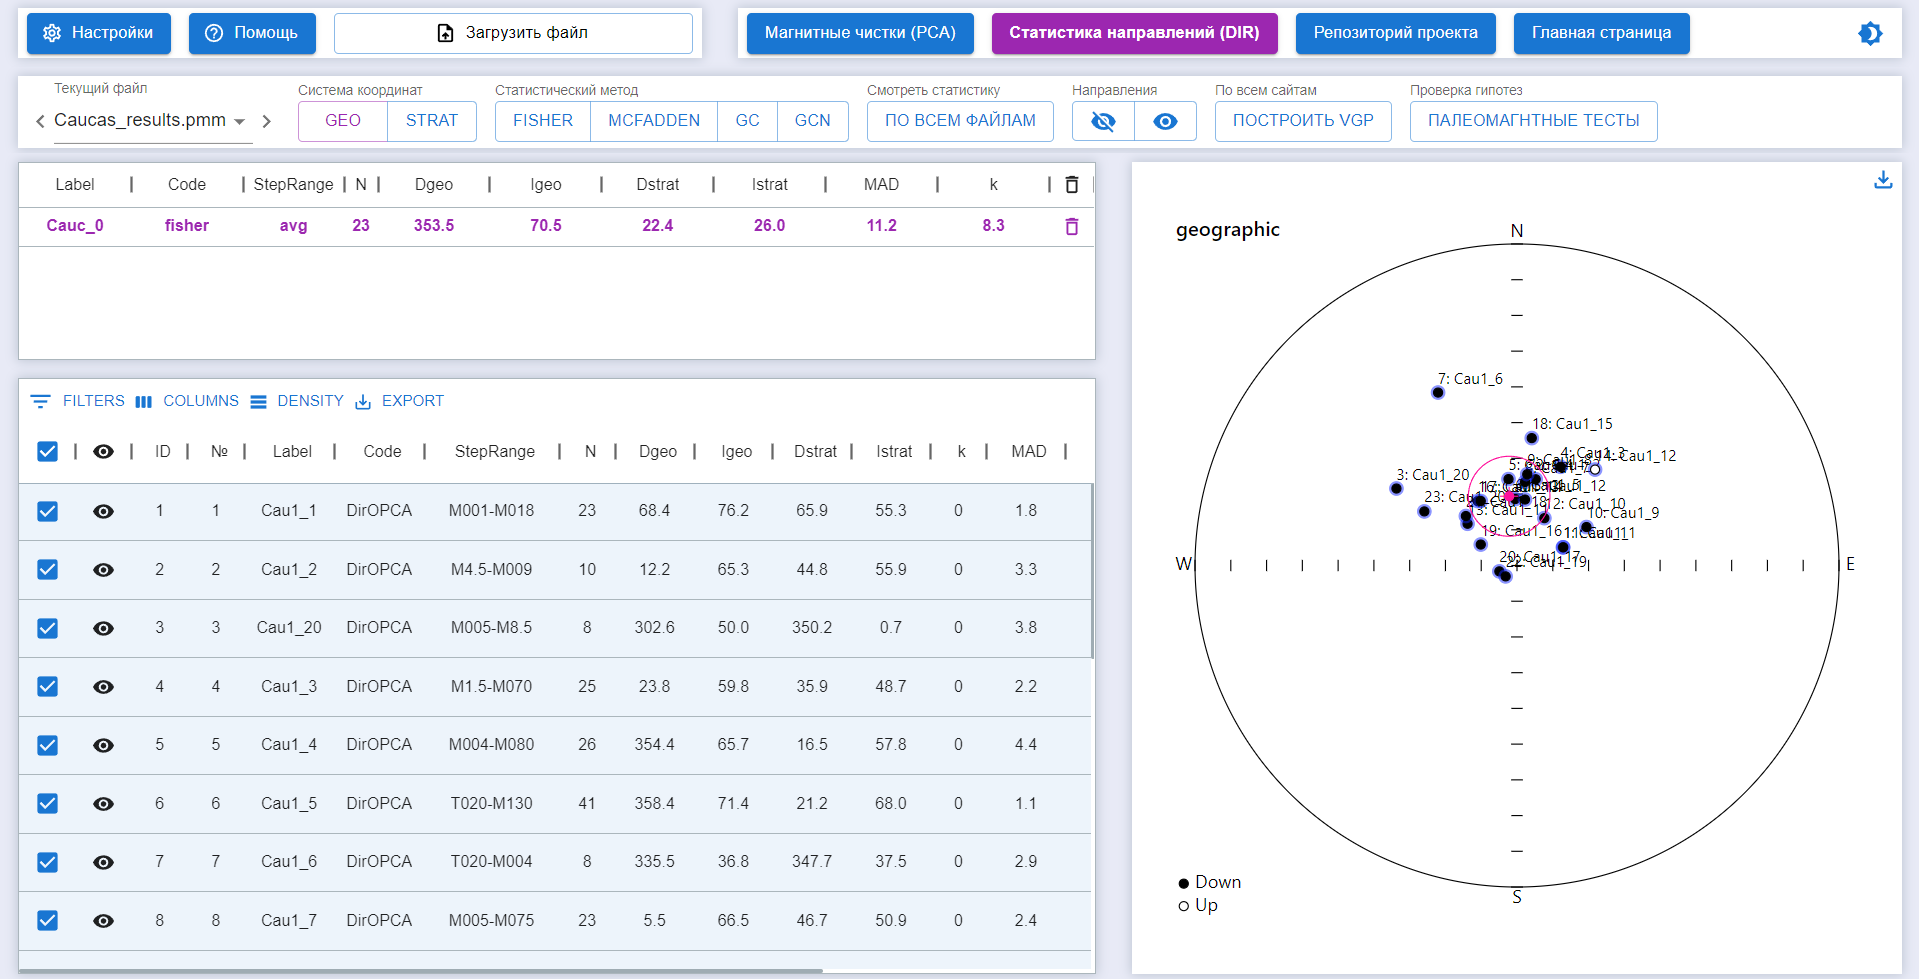 Настройки
Помощь
Загрузить файл
Магнитные чистки (PCA)
Статистика направлений (DIR)
Репозиторий проекта
Главная страница
Текущий файл
Caucas_results.pmm
Система координат
GEO STRAT
Статистический метод
FISHER MCFADDEN GC GCN
Смотреть статистику
ПО ВСЕМ ФАЙЛАМ
Направления
По всем сайтам
ПОСТРОИТЬ VGP
Проверка гипотез
ПАЛЕОМАГНТНЫЕ ТЕСТЫ
Label Code StepRange N Dgeo Igeo Dstrat Istrat MAD k
Cauc_0 fisher avg 23 353.5 70.5 22.4 26.0 11.2 8.3
FILTERS COLUMNS DENSITY EXPORT
ID № Label Code StepRange N Dgeo Igeo Dstrat Istrat k MAD
1 1 Cau1_1 DirOPCA M001-M018 23 68.4 76.2 65.9 55.3 0 1.8
2 2 Cau1_2 DirOPCA M4.5-M009 10 12.2 65.3 44.8 55.9 0 3.3
3 3 Cau1_20 DirOPCA M005-M8.5 8 302.6 50.0 350.2 0.7 0 3.8
4 4 Cau1_3 DirOPCA M1.5-M070 25 23.8 59.8 35.9 48.7 0 2.2
5 5 Cau1_4 DirOPCA M004-M080 26 354.4 65.7 16.5 57.8 0 4.4
6 6 Cau1_5 DirOPCA T020-M130 41 358.4 71.4 21.2 68.0 0 1.1
7 7 Cau1_6 DirOPCA T020-M004 8 335.5 36.8 347.7 37.5 0 2.9
8 8 Cau1_7 DirOPCA M005-M075 23 5.5 66.5 46.7 50.9 0 2.4
geographic
N
7: Cau1_6
18: Cau1_15
4: Cau1_3
3: Cau1_20
12: Cau1_10
10: Cau1_9
19: Cau1_16
20: Cau1_17
22: Cau1_19
W
E
S
Down
Up